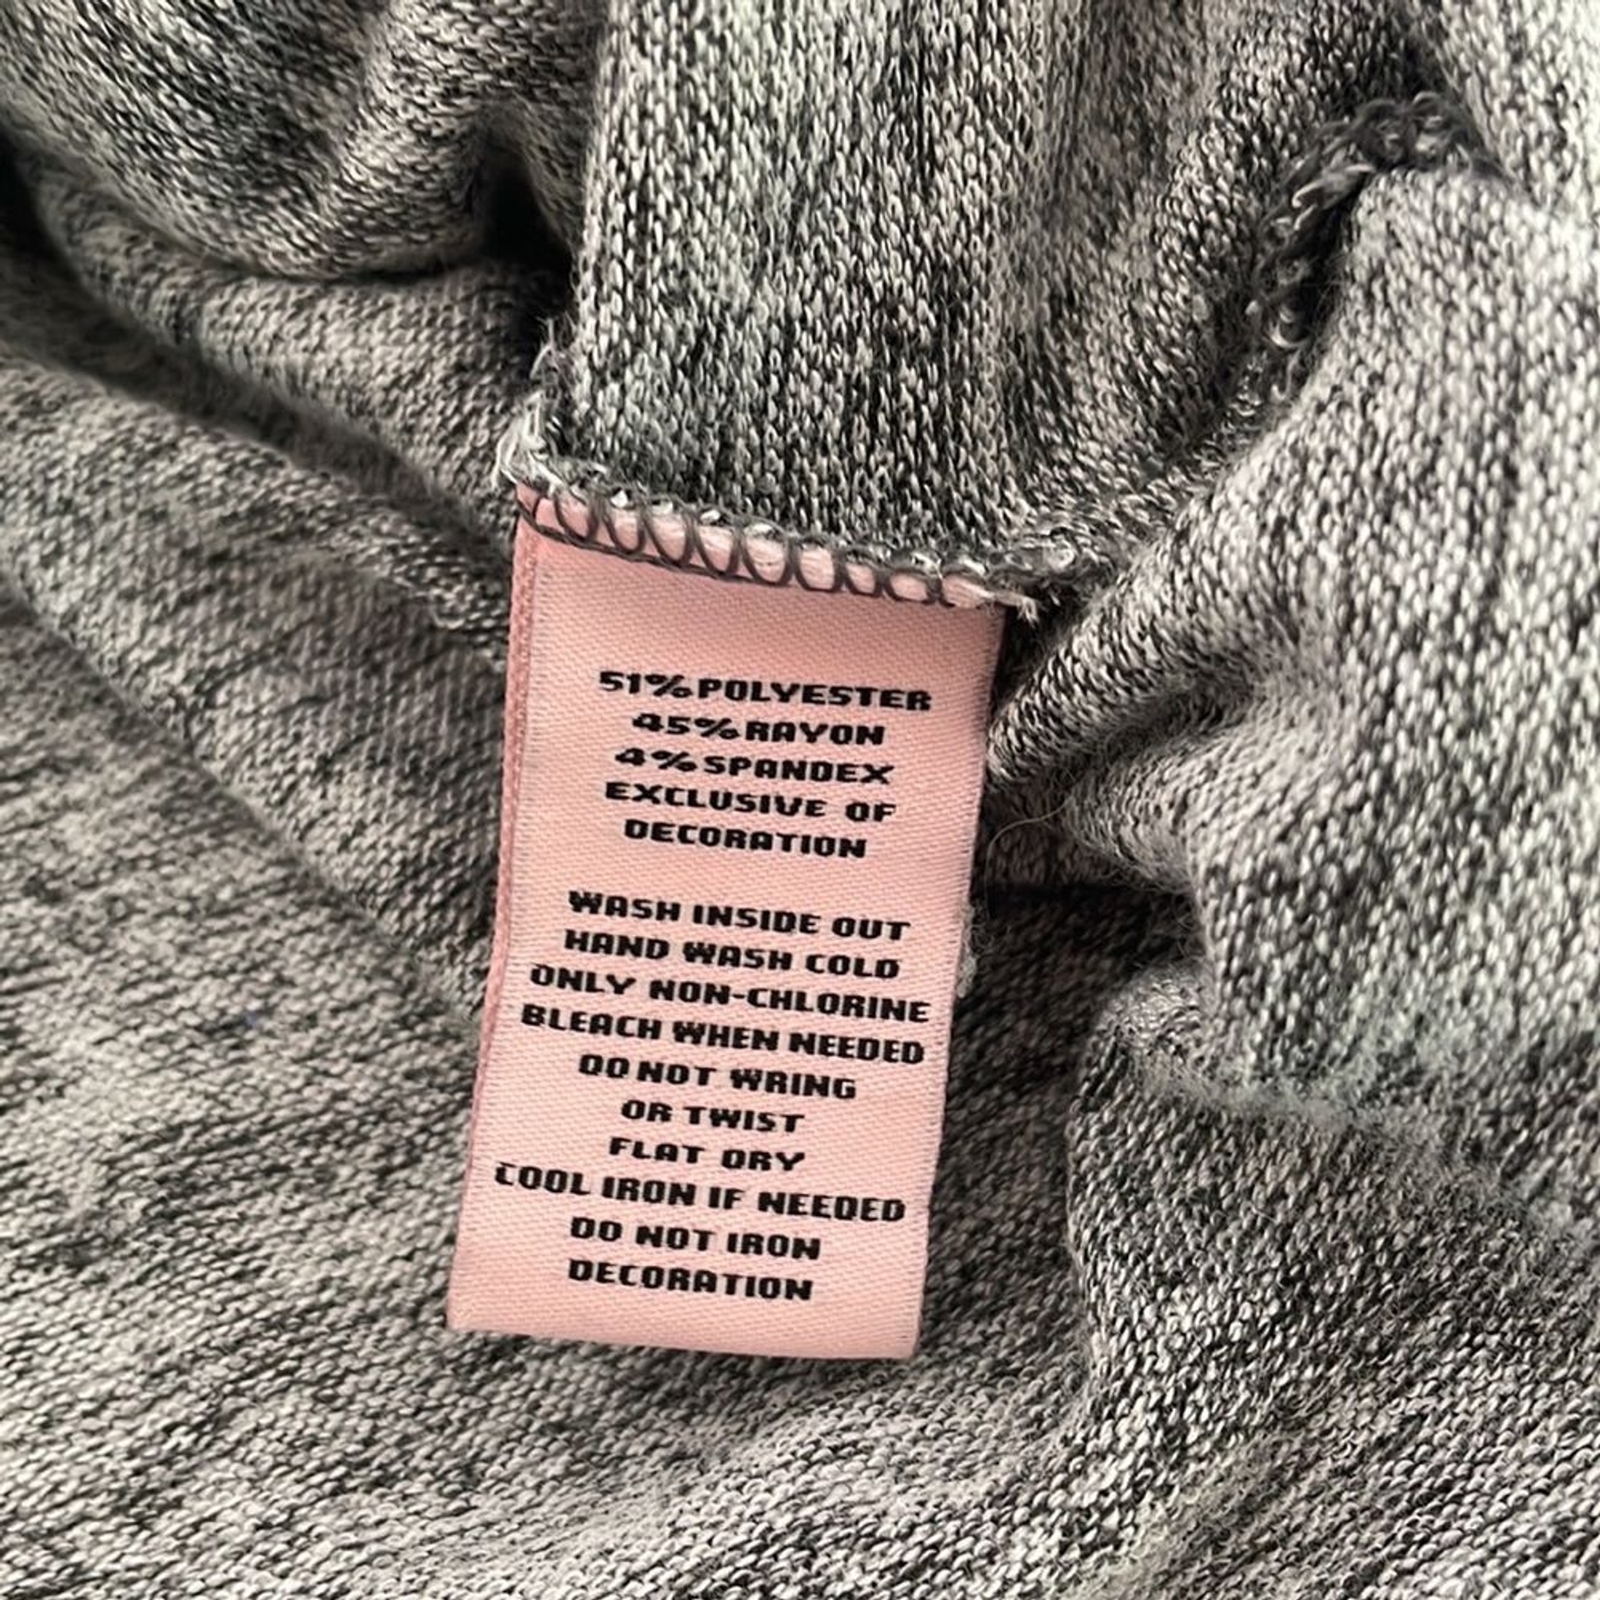 51% POLYESTER
45% RAYON
4% SPANDEX
EXCLUSIVE OF
DECORATION
WASH INSIDE OUT
HAND WASH COLD
ONLY NON-CHLORINE
BLEACH WHEN NEEDED
DO NOT WRING
OR TWIST
FLAT DRY
COOL IRON IF NEEDED
DO NOT IRON
DECORATION